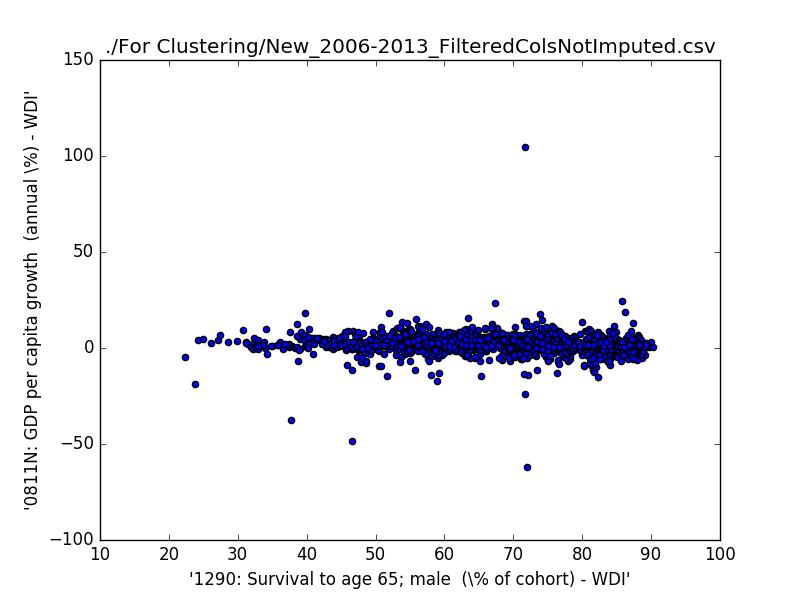 ./For Clustering/New_2006-2013_FilteredColsNotImputed.csv
'0811N: GDP per capita growth  (annual \%) - WDI'
150
100
50
0
−50
−100
10 20 30 40 50 60 70 80 90 100
'1290: Survival to age 65; male  (\% of cohort) - WDI'